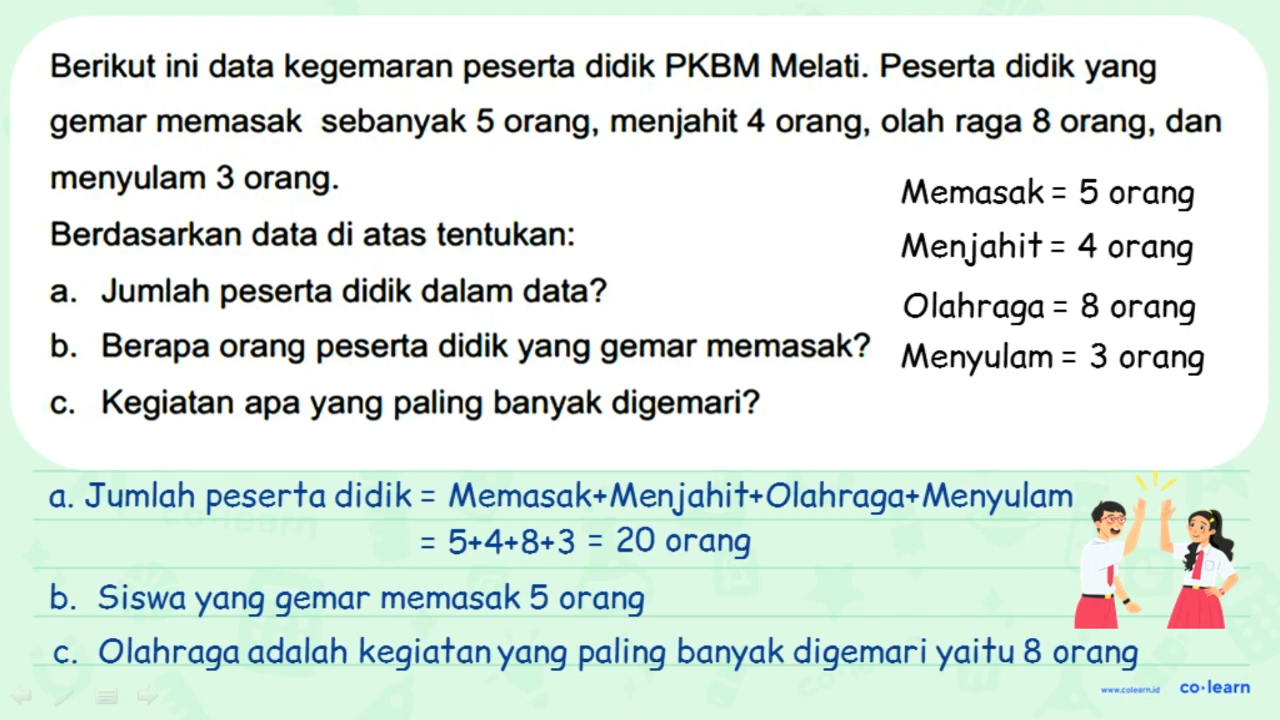 Berikut ini data kegemaran peserta didik PKBM Melati. Peserta didik yang
gemar memasak sebanyak 5 orang, menjahit 4 orang, olah raga 8 orang, dan
menyulam 3 orang.
Berdasarkan data di atas tentukan:
a. Jumlah peserta didik dalam data?
b. Berapa orang peserta didik yang gemar memasak?
c. Kegiatan apa yang paling banyak digemari?
Memasak = 5 orang
Menjahit = 4 orang
Olahraga = 8 orang
Menyulam = 3 orang
a. Jumlah peserta didik = Memasak+Menjahit+Olahraga+Menyulam
= 5+4+8+3 = 20 orang
b. Siswa yang gemar memasak 5 orang
c. Olahraga adalah kegiatan yang paling banyak digemari yaitu 8 orang
www.colearn.id co·learn